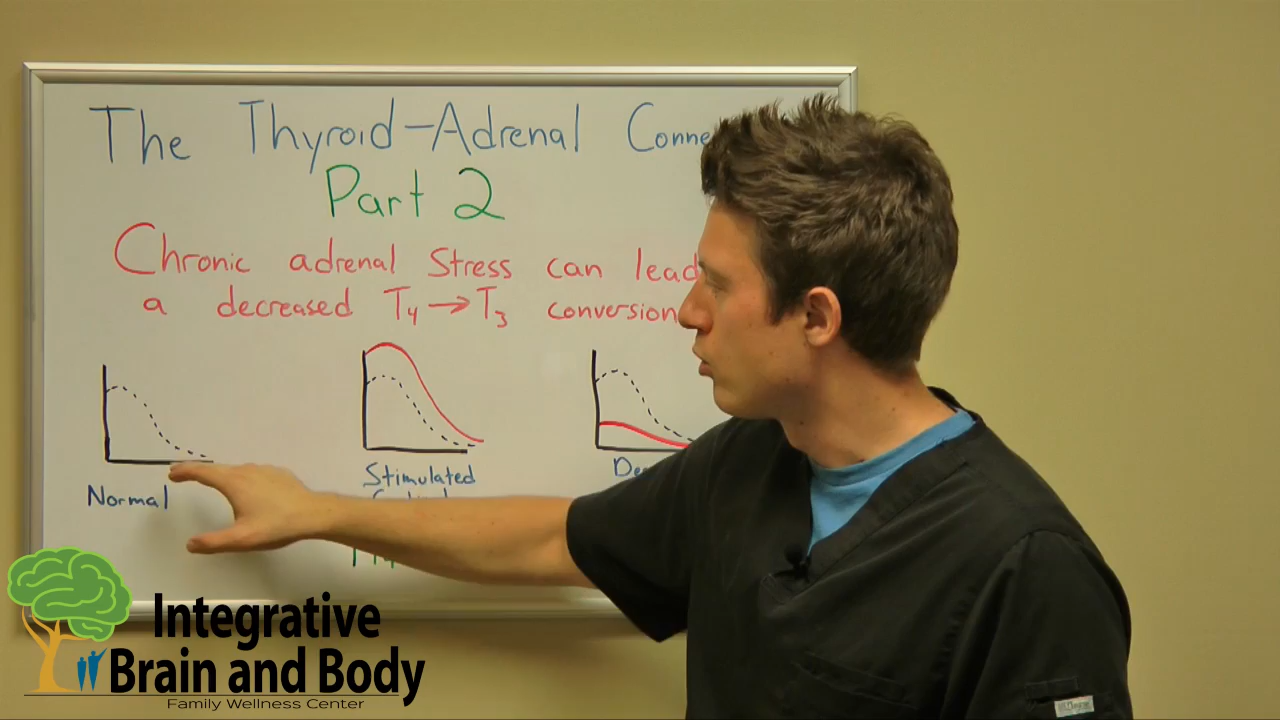 The Thyroid-Adrenal Conne
Part 2
Chronic adrenal Stress can lead
a decreased T4→T3 conversion
Normal
Stimulated
De
Integrative
Brain and Body
Family Wellness Center